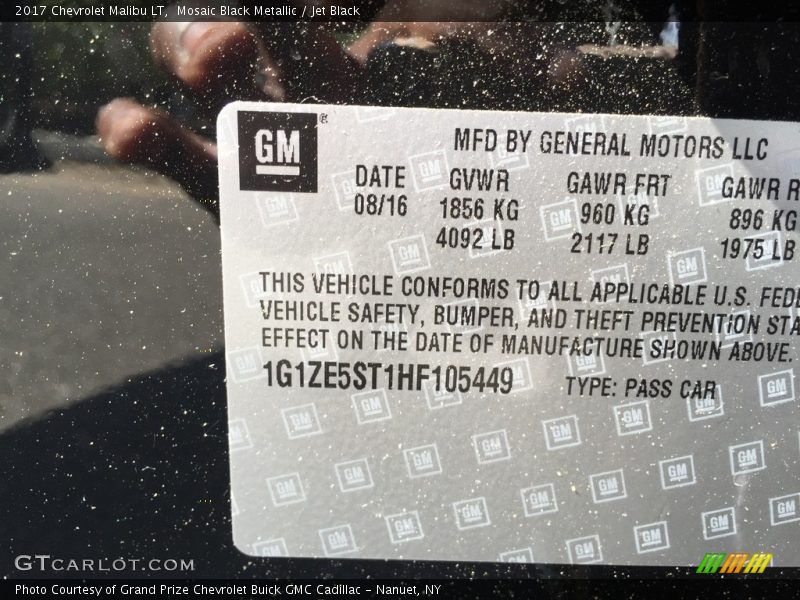 2017 Chevrolet Malibu LT, Mosaic Black Metallic / Jet Black
GM ®
MFD BY GENERAL MOTORS LLC
DATE GVWR GAWR FRT GAWR R
08/16 1856 KG 960 KG 896 KG
4092 LB 2117 LB 1975 LB
THIS VEHICLE CONFORMS TO ALL APPLICABLE U.S. FEDE
VEHICLE SAFETY, BUMPER, AND THEFT PREVENTION STA
EFFECT ON THE DATE OF MANUFACTURE SHOWN ABOVE.
1G1ZE5ST1HF105449 TYPE: PASS CAR
GTCARLOT.COM
Photo Courtesy of Grand Prize Chevrolet Buick GMC Cadillac – Nanuet, NY